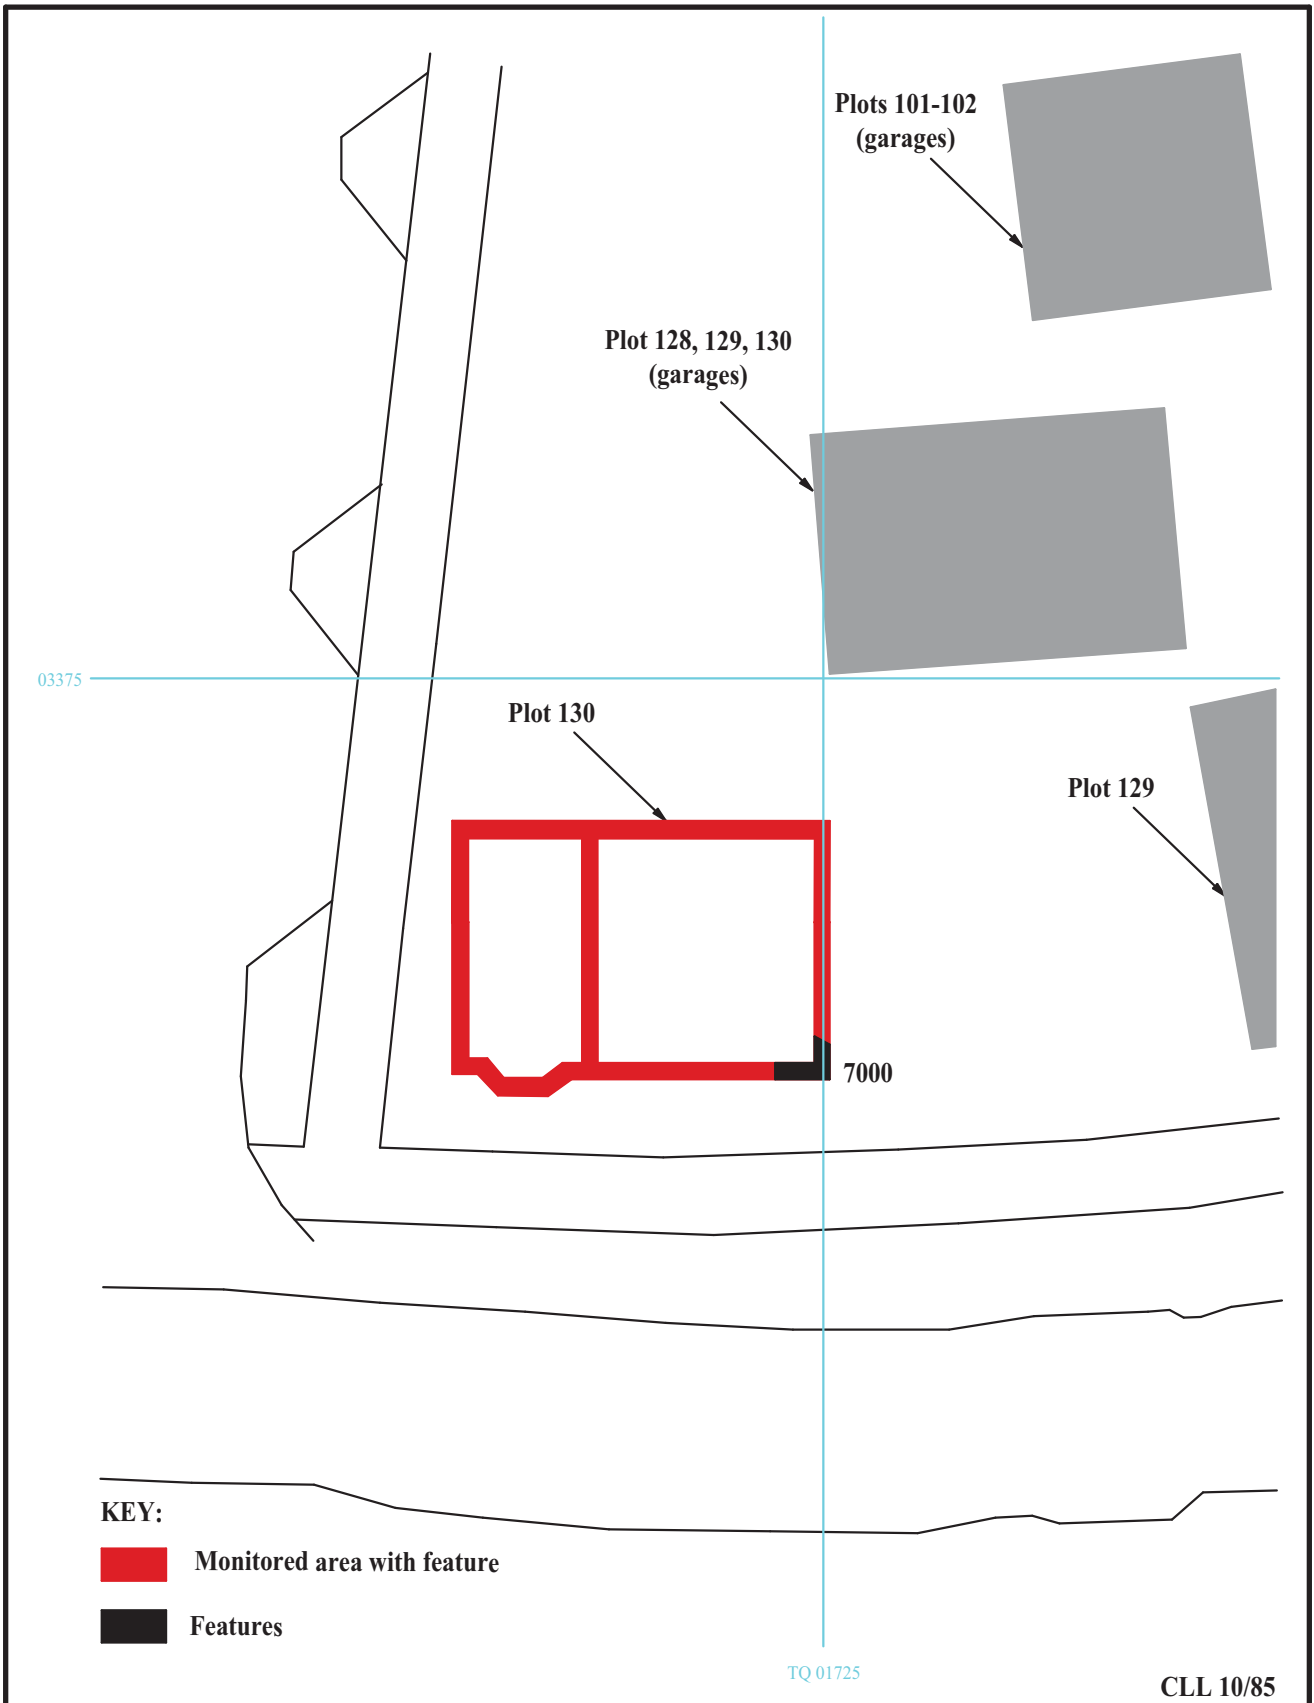 Plots 101-102
(garages)
Plot 128, 129, 130
(garages)
03375
Plot 130
Plot 129
7000
KEY:
Monitored area with feature
Features
TQ 01725
CLL 10/85